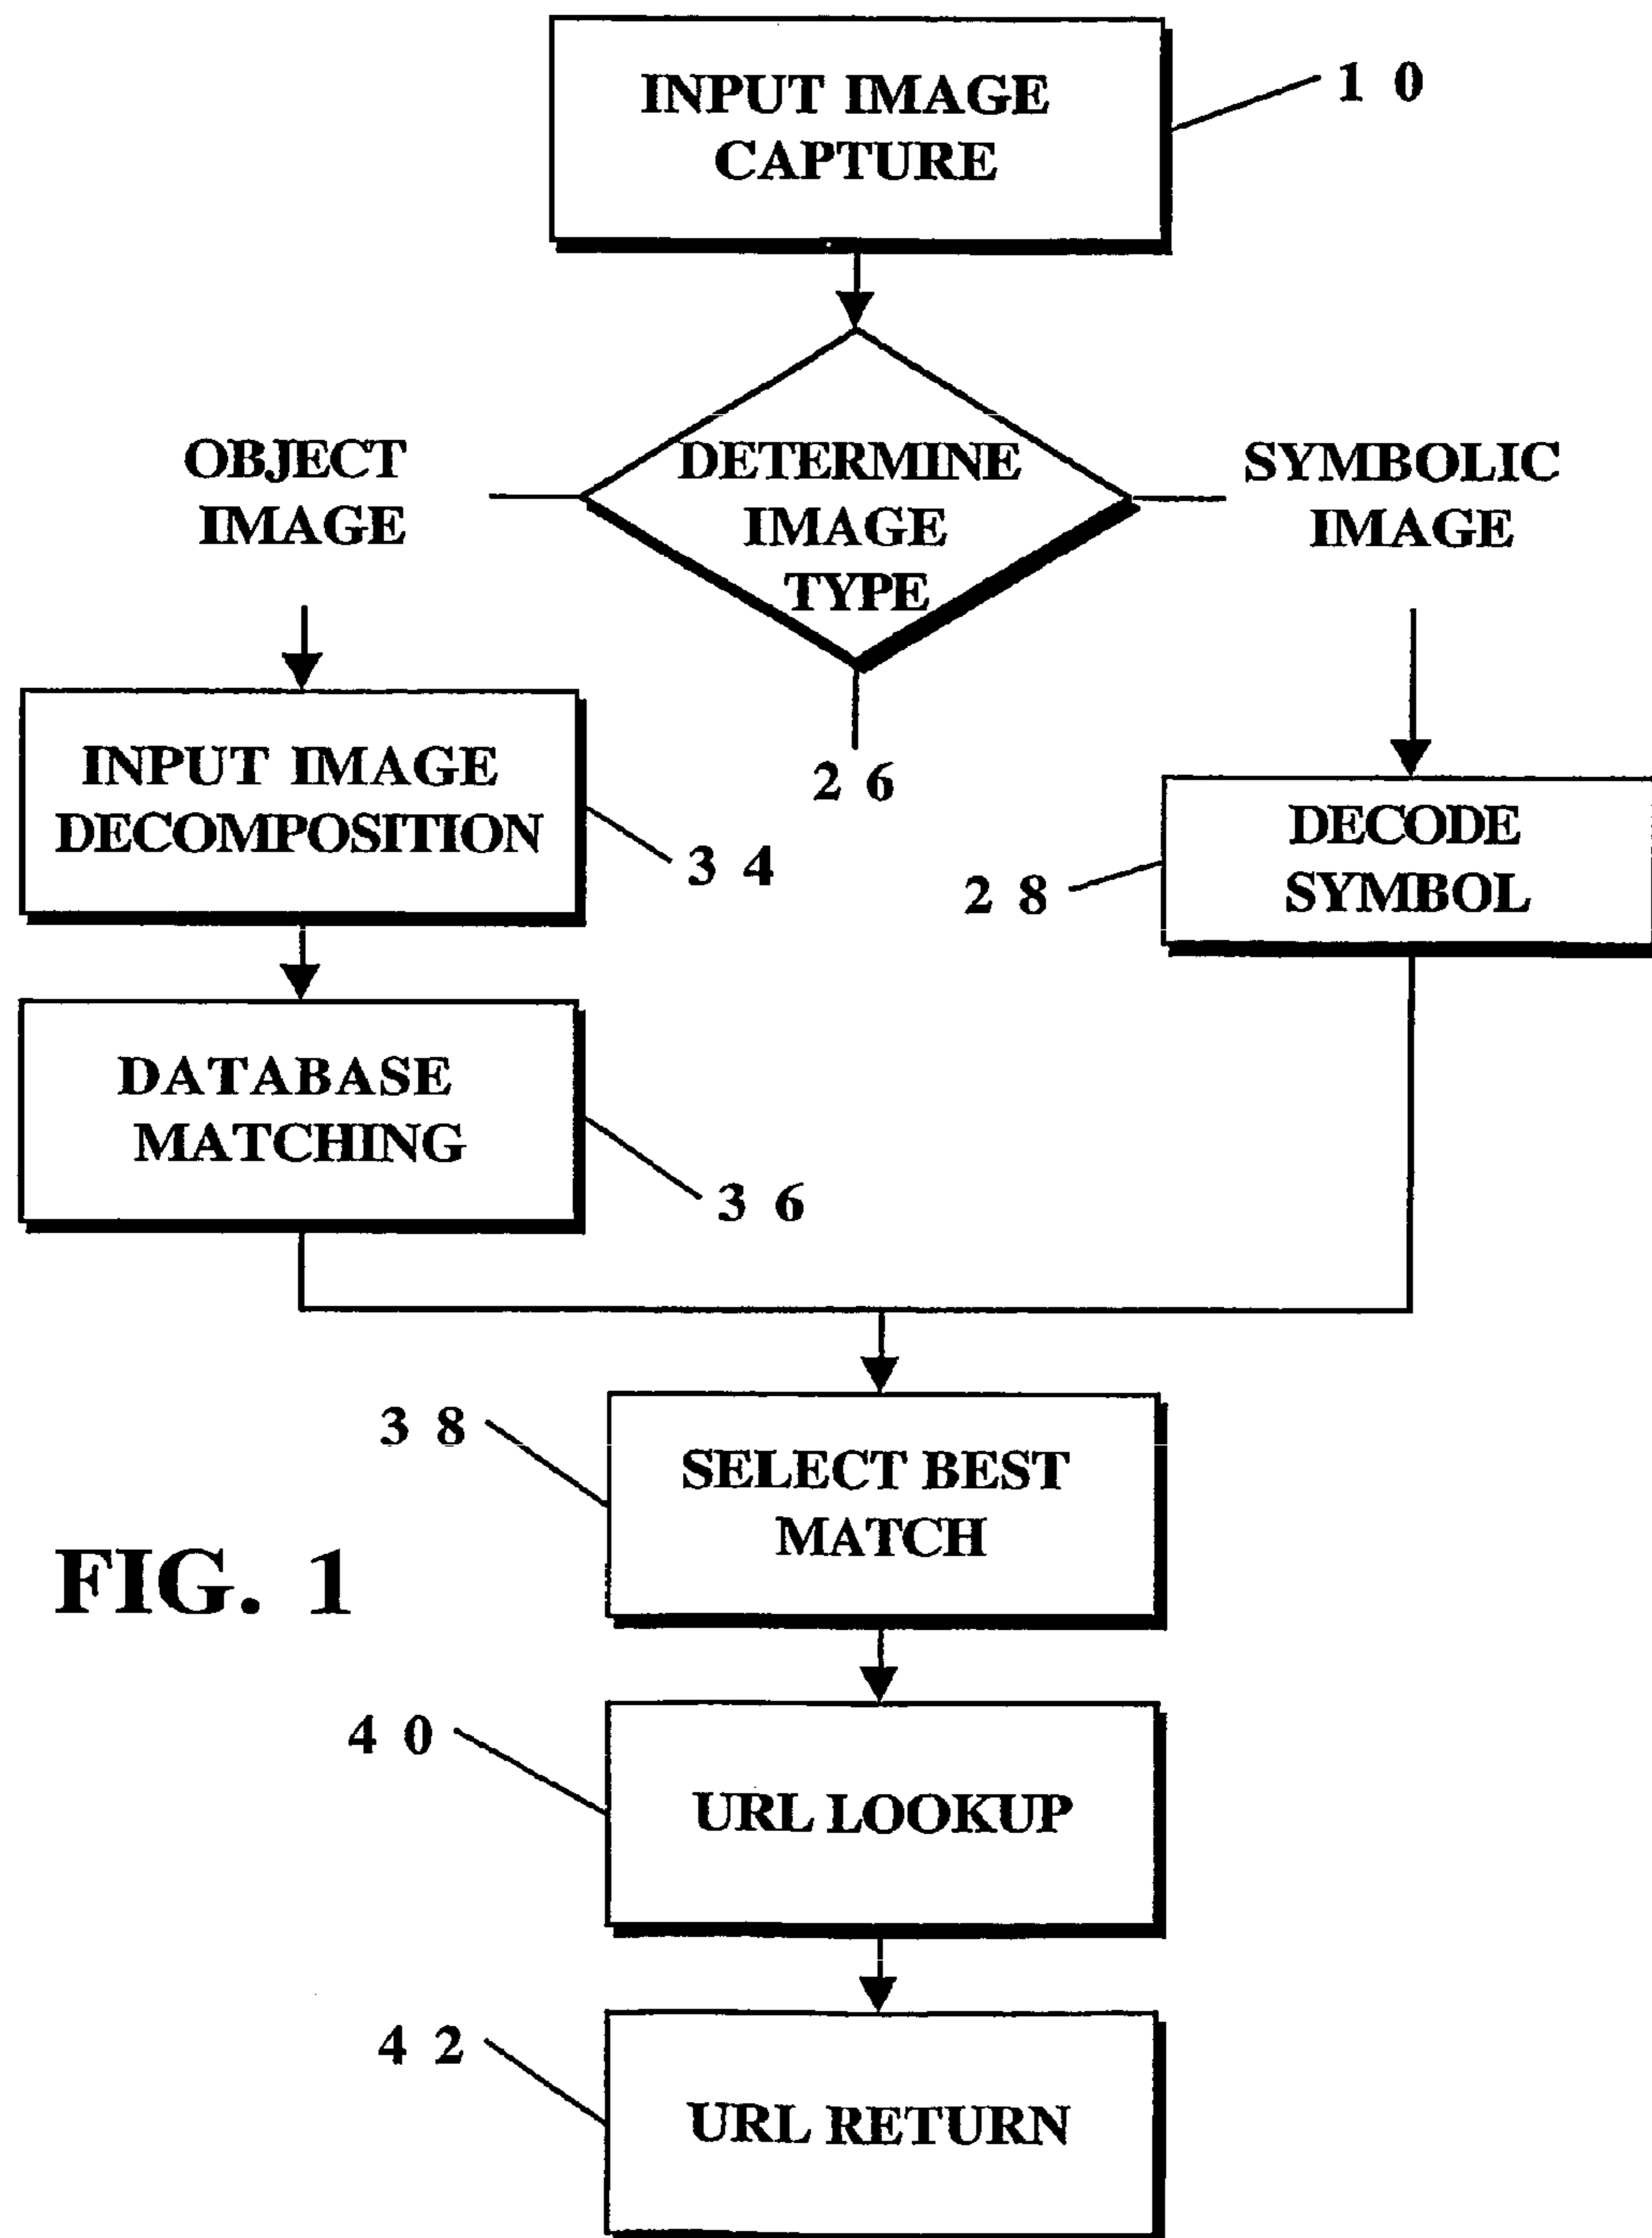 INPUT IMAGE
CAPTURE
1 0
OBJECT
IMAGE
DETERMINE
IMAGE
TYPE
SYMBOLIC
IMAGE
2 6
INPUT IMAGE
DECOMPOSITION
3 4
DECODE
SYMBOL
2 8
DATABASE
MATCHING
3 6
3 8
SELECT BEST
MATCH
FIG. 1
4 0
URL LOOKUP
4 2
URL RETURN